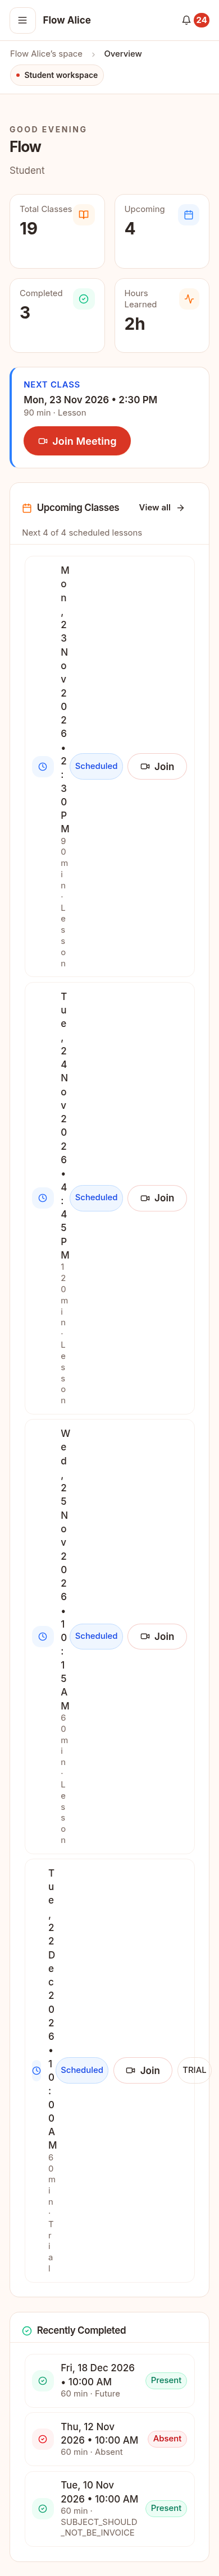 Flow Alice
24
Flow Alice's space › Overview
Student workspace
GOOD EVENING
Flow
Student
Total Classes
19
Upcoming
4
Completed
3
Hours
Learned
2h
NEXT CLASS
Mon, 23 Nov 2026 • 2:30 PM
90 min · Lesson
Join Meeting
Upcoming Classes
View all →
Next 4 of 4 scheduled lessons
Mon, 23 Nov 2026 • 2:30 PM
90 min · Lesson
Scheduled
Join
Tue, 24 Nov 2026 • 4:45 PM
120 min · Lesson
Scheduled
Join
Wed, 25 Nov 2026 • 10:15 AM
60 min · Lesson
Scheduled
Join
Tue, 22 Dec 2026 • 10:00 AM
60 min · Trial
Scheduled
Join
TRIAL
Recently Completed
Fri, 18 Dec 2026
• 10:00 AM
60 min · Future
Present
Thu, 12 Nov
2026 • 10:00 AM
60 min · Absent
Absent
Tue, 10 Nov
2026 • 10:00 AM
60 min ·
SUBJECT_SHOULD
_NOT_BE_INVOICE
Present